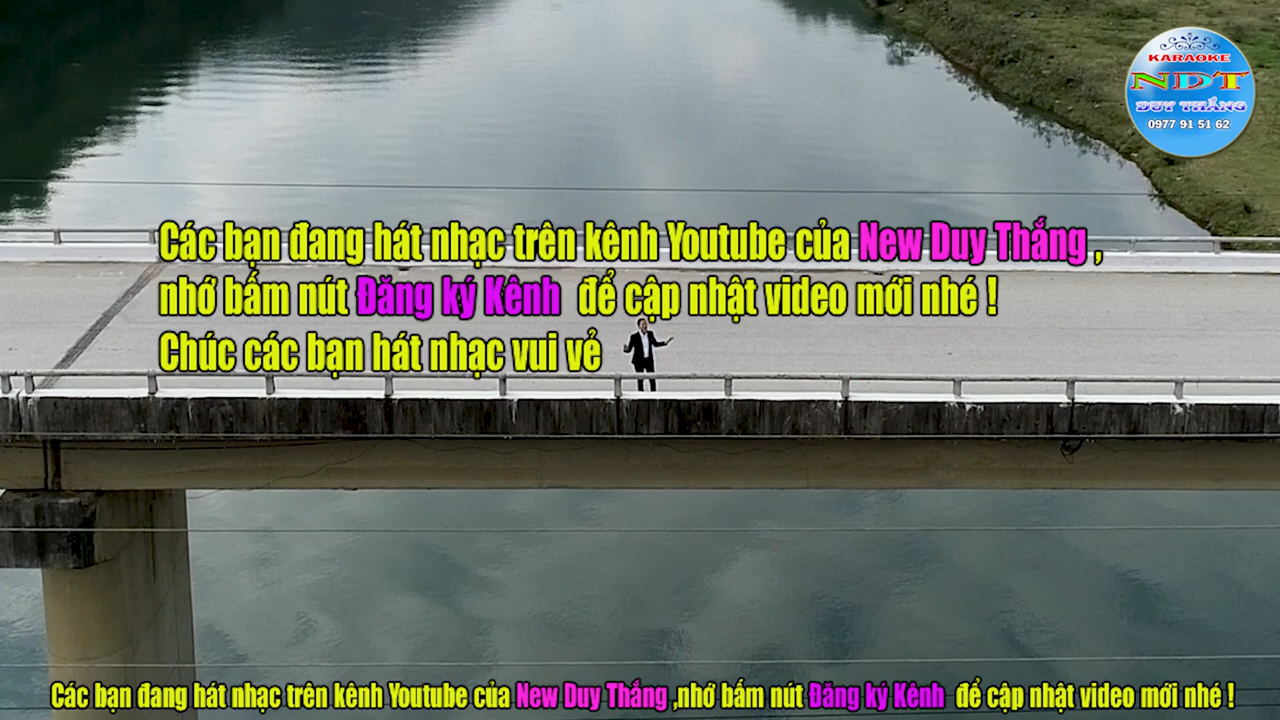 KARAOKE
NDT
DUY THẮNG
0977 91 51 62
Các bạn đang hát nhạc trên kênh Youtube của New Duy Thắng ,
nhớ bấm nút Đăng ký Kênh để cập nhật video mới nhé !
Chúc các bạn hát nhạc vui vẻ
Các bạn đang hát nhạc trên kênh Youtube của New Duy Thắng ,nhớ bấm nút Đăng ký Kênh để cập nhật video mới nhé !